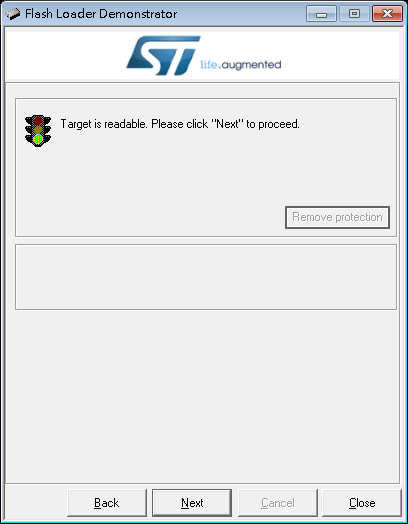 Flash Loader Demonstrator
ST
life.augmented
Target is readable. Please click "Next" to proceed.
Remove protection
Back
Next
Cancel
Close